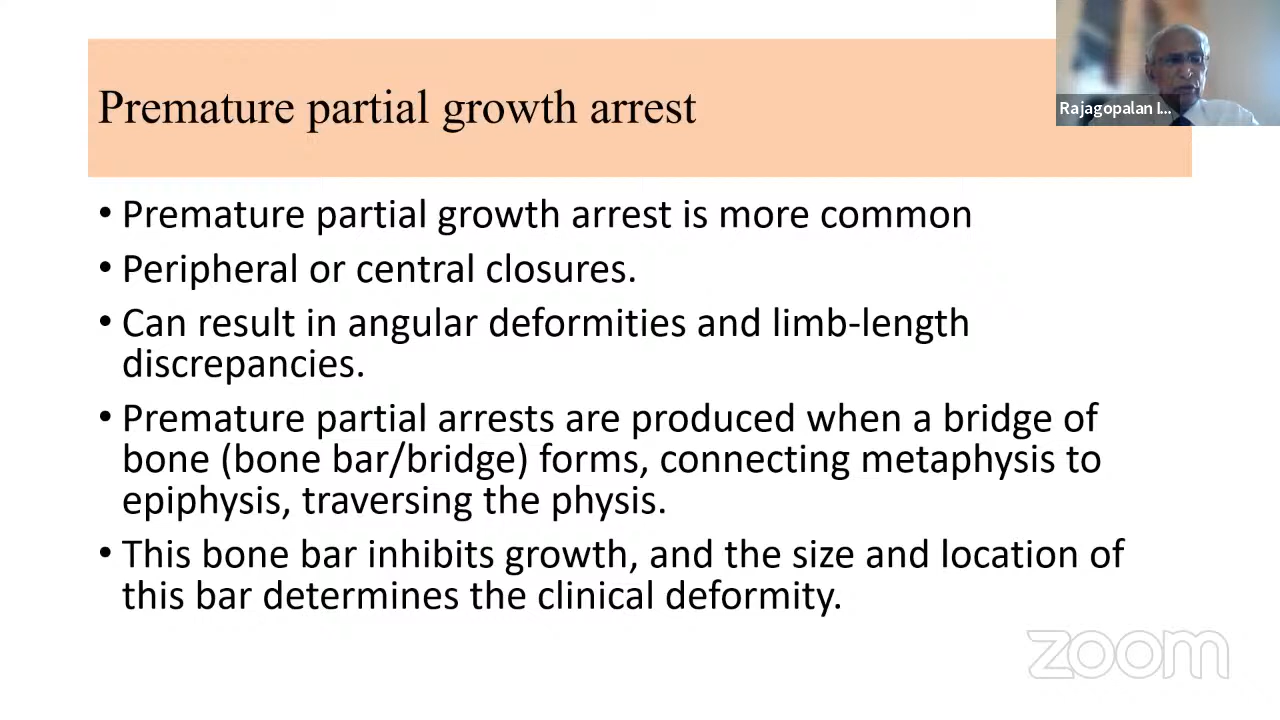 Premature partial growth arrest
Rajagopalan I...
• Premature partial growth arrest is more common
• Peripheral or central closures.
• Can result in angular deformities and limb-length
discrepancies.
• Premature partial arrests are produced when a bridge of
bone (bone bar/bridge) forms, connecting metaphysis to
epiphysis, traversing the physis.
• This bone bar inhibits growth, and the size and location of
this bar determines the clinical deformity.
zoom